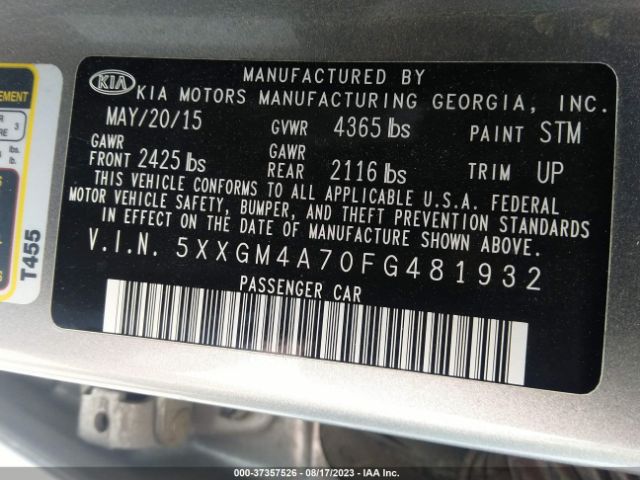 KIA
MANUFACTURED BY
KIA MOTORS MANUFACTURING GEORGIA, INC.
MAY/20/15 GVWR 4365 lbs PAINT STM
GAWR FRONT 2425 lbs GAWR REAR 2116 lbs TRIM UP
THIS VEHICLE CONFORMS TO ALL APPLICABLE U.S.A. FEDERAL
MOTOR VEHICLE SAFETY, BUMPER, AND THEFT PREVENTION STANDARDS
IN EFFECT ON THE DATE OF MANUFACTURE SHOWN ABOVE.
V.I.N. 5XXGM4A70FG481932
PASSENGER CAR
EMENT
3
lbs.
lb.
T455
000-37357526 - 08/17/2023 - IAA Inc.